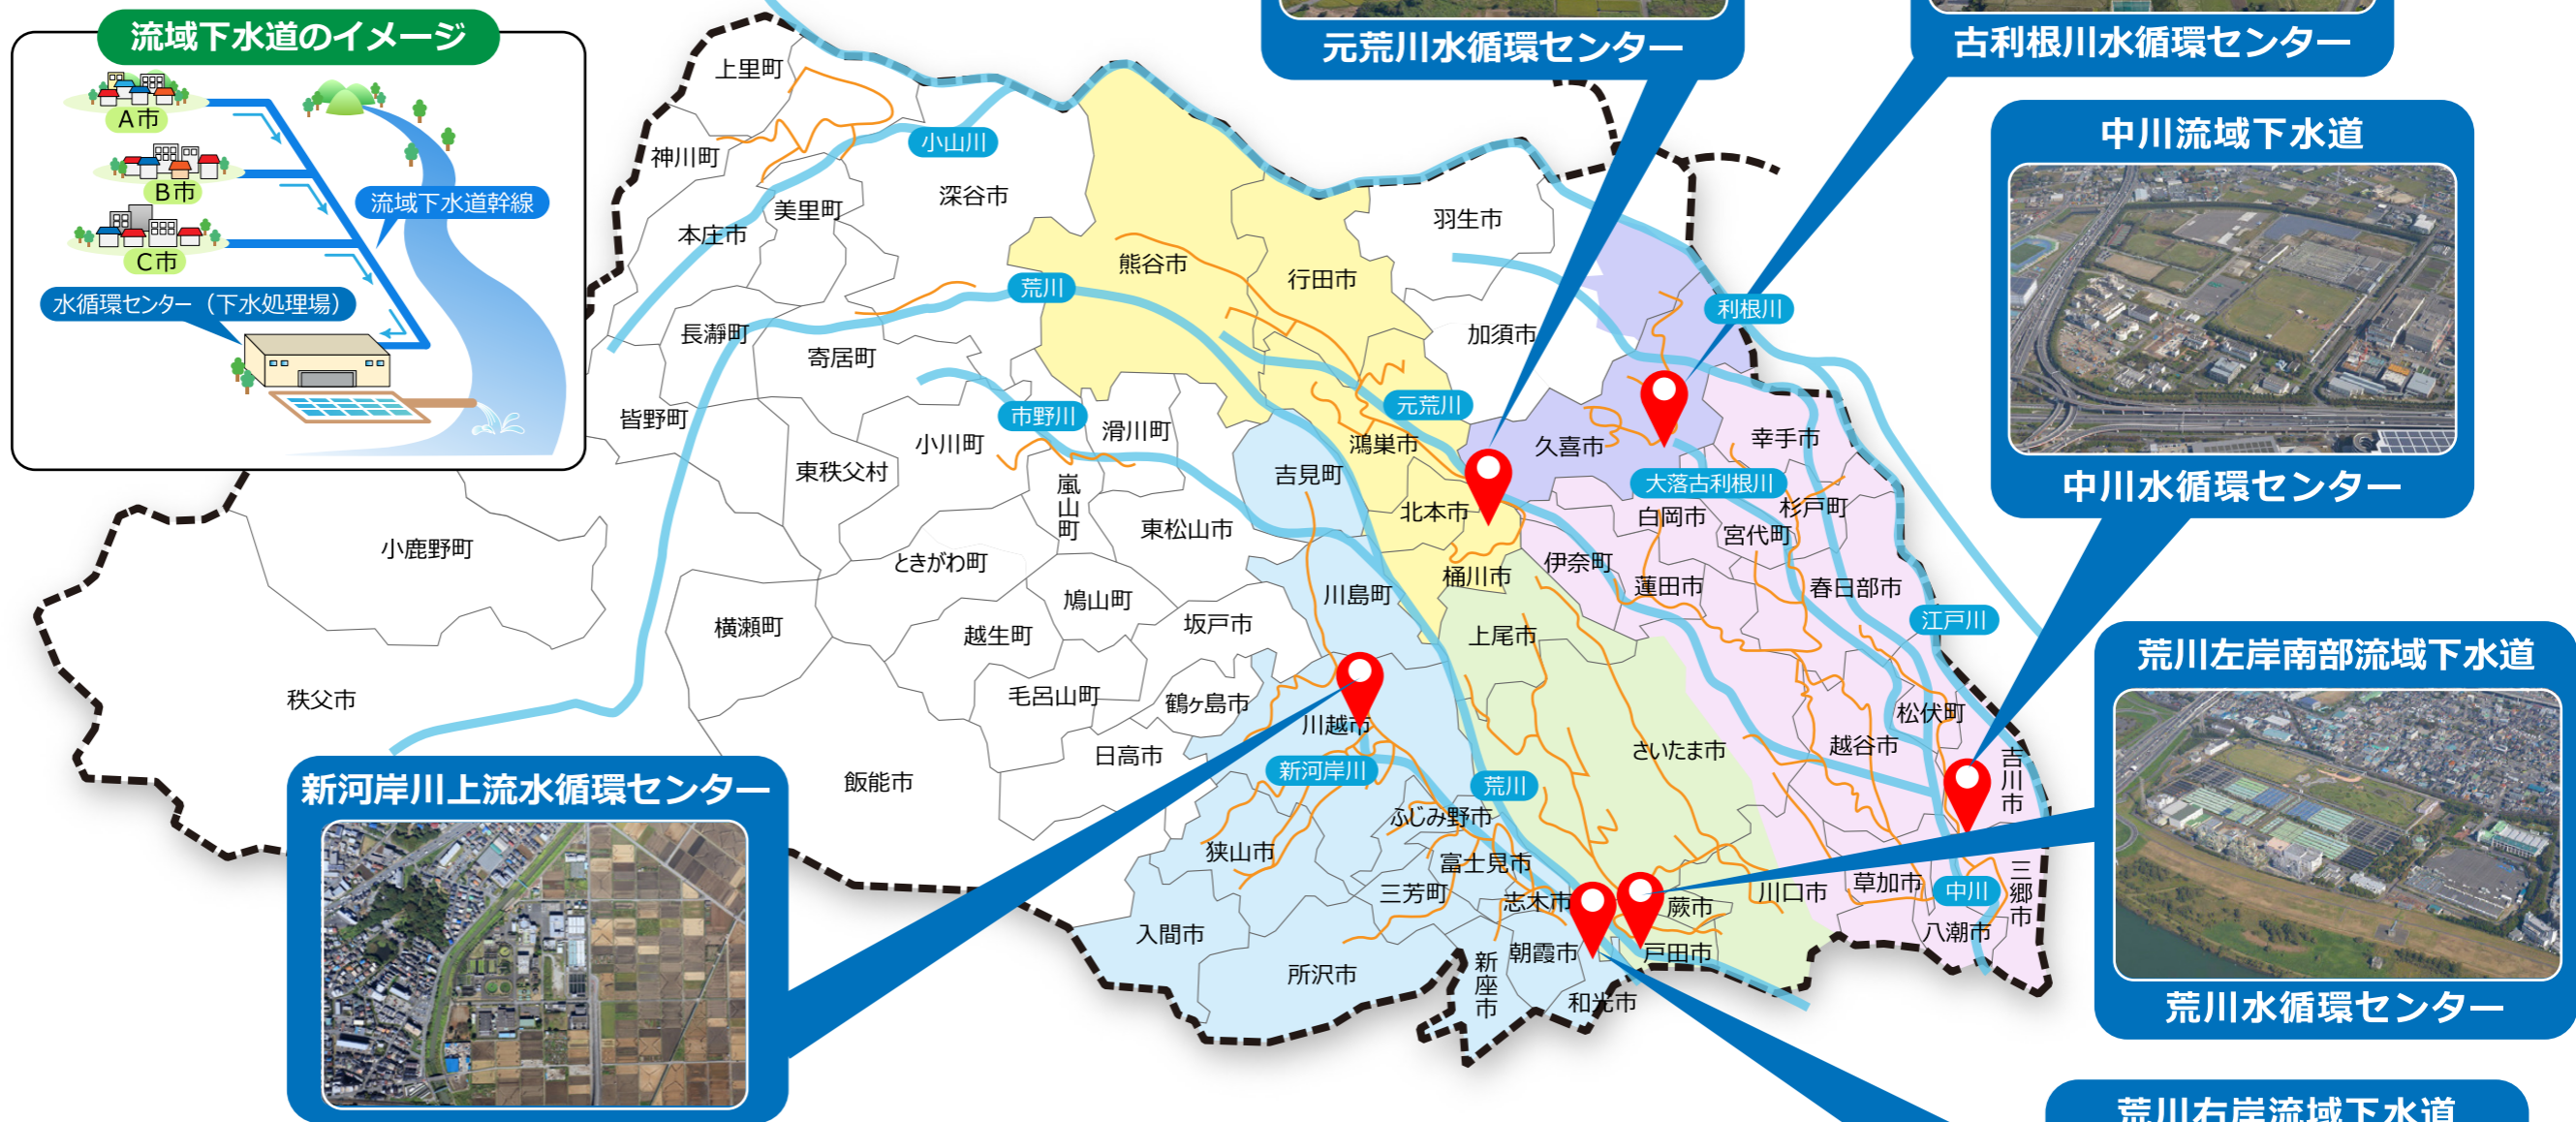 流域下水道のイメージ
A市
B市
C市
流域下水道幹線
水循環センター（下水処理場）
元荒川水循環センター
古利根川水循環センター
中川流域下水道
中川水循環センター
荒川左岸南部流域下水道
荒川水循環センター
荒川右岸流域下水道
新河岸川上流水循環センター
上里町
神川町
小山川
深谷市
美里町
本庄市
羽生市
熊谷市
行田市
荒川
利根川
長瀞町
寄居町
加須市
皆野町
市野川
小川町
滑川町
元荒川
鴻巣市
久喜市
幸手市
東秩父村
嵐山町
吉見町
大落古利根川
北本市
白岡市
杉戸町
宮代町
小鹿野町
東松山市
ときがわ町
桶川市
伊奈町
蓮田市
春日部市
鳩山町
川島町
横瀬町
越生町
坂戸市
上尾市
江戸川
秩父市
毛呂山町
鶴ヶ島市
川越市
松伏町
さいたま市
越谷市
吉川市
日高市
新河岸川
荒川
飯能市
ふじみ野市
狭山市
富士見市
三芳町
志木市
蕨市
川口市
草加市
中川
三郷市
入間市
八潮市
所沢市
新座市
朝霞市
戸田市
和光市